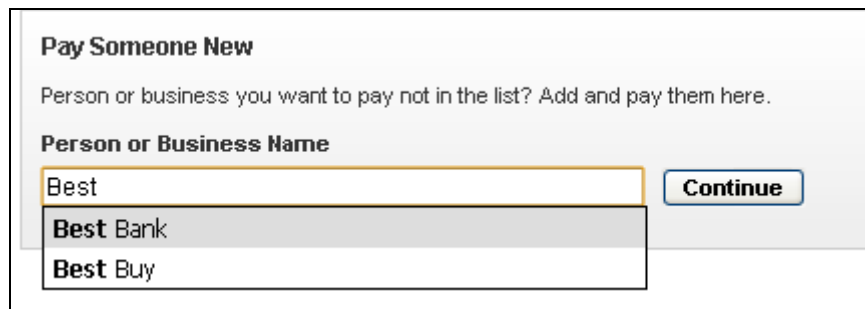 Pay Someone New
Person or business you want to pay not in the list? Add and pay them here.
Person or Business Name
Best
Continue
Best Bank
Best Buy